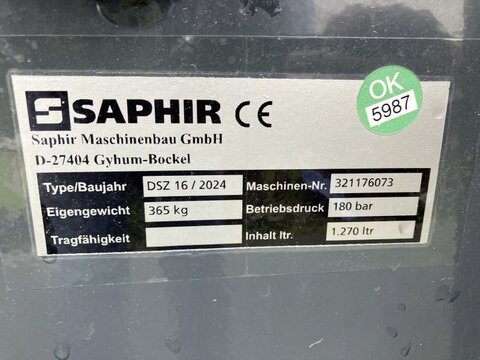 SAPHIR CE
OK
5987
Saphir Maschinenbau GmbH
D-27404 Gyhum-Bockel
Type/Baujahr DSZ 16 / 2024 Maschinen-Nr. 321176073
Eigengewicht 365 kg Betriebsdruck 180 bar
Tragfähigkeit Inhalt ltr. 1.270 ltr